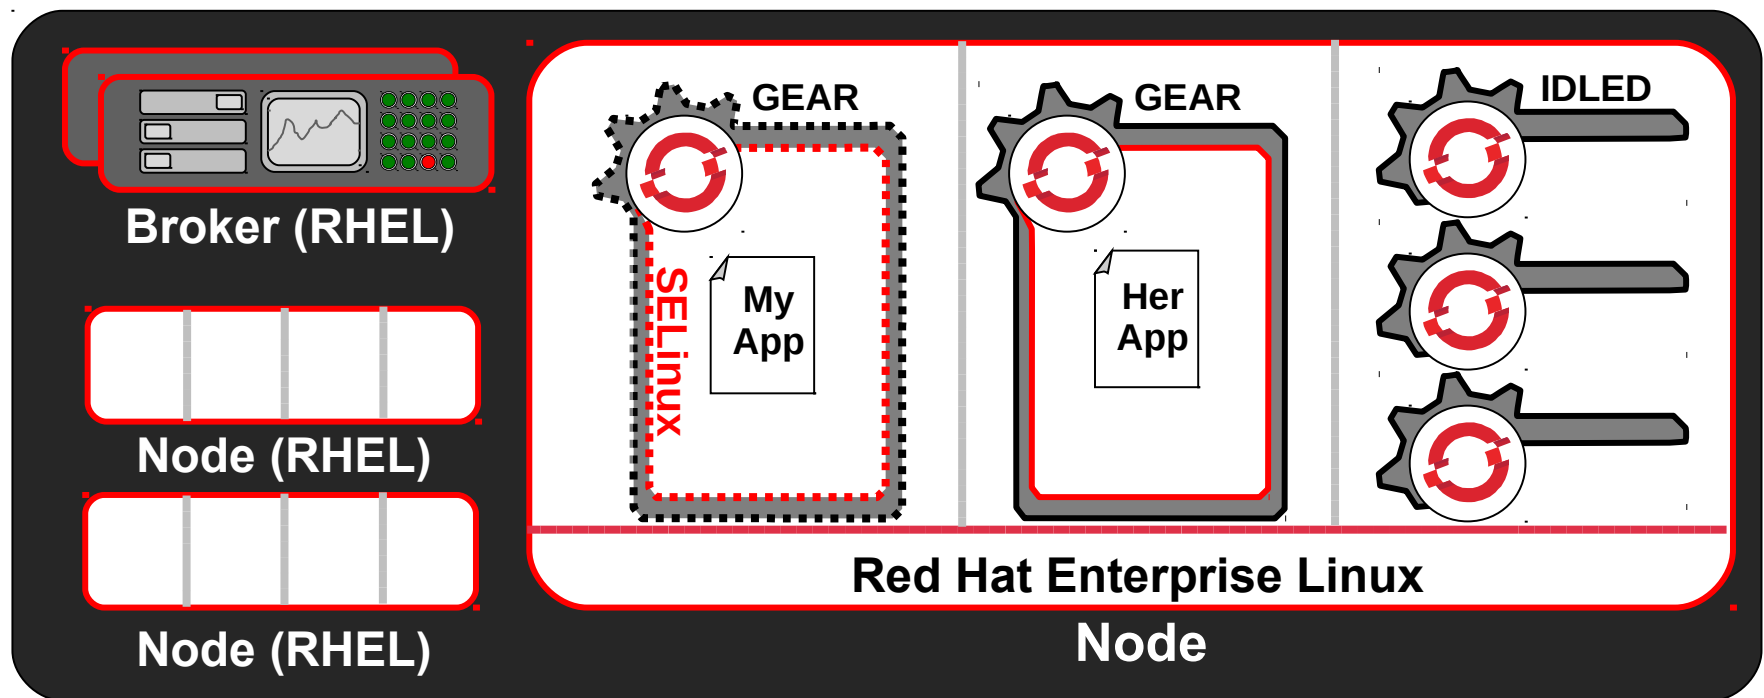 Broker (RHEL)
Node (RHEL)
Node (RHEL)
GEAR
SELinux
My
App
GEAR
Her
App
IDLED
Red Hat Enterprise Linux
Node